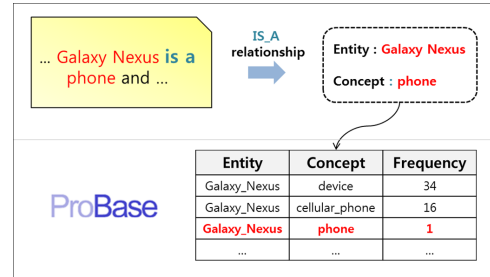 ... Galaxy Nexus is a
phone and ...
IS_A
relationship
Entity : Galaxy Nexus
Concept : phone
ProBase
Entity Concept Frequency
Galaxy_Nexus device 34
Galaxy_Nexus cellular_phone 16
Galaxy_Nexus phone 1
... ... ...